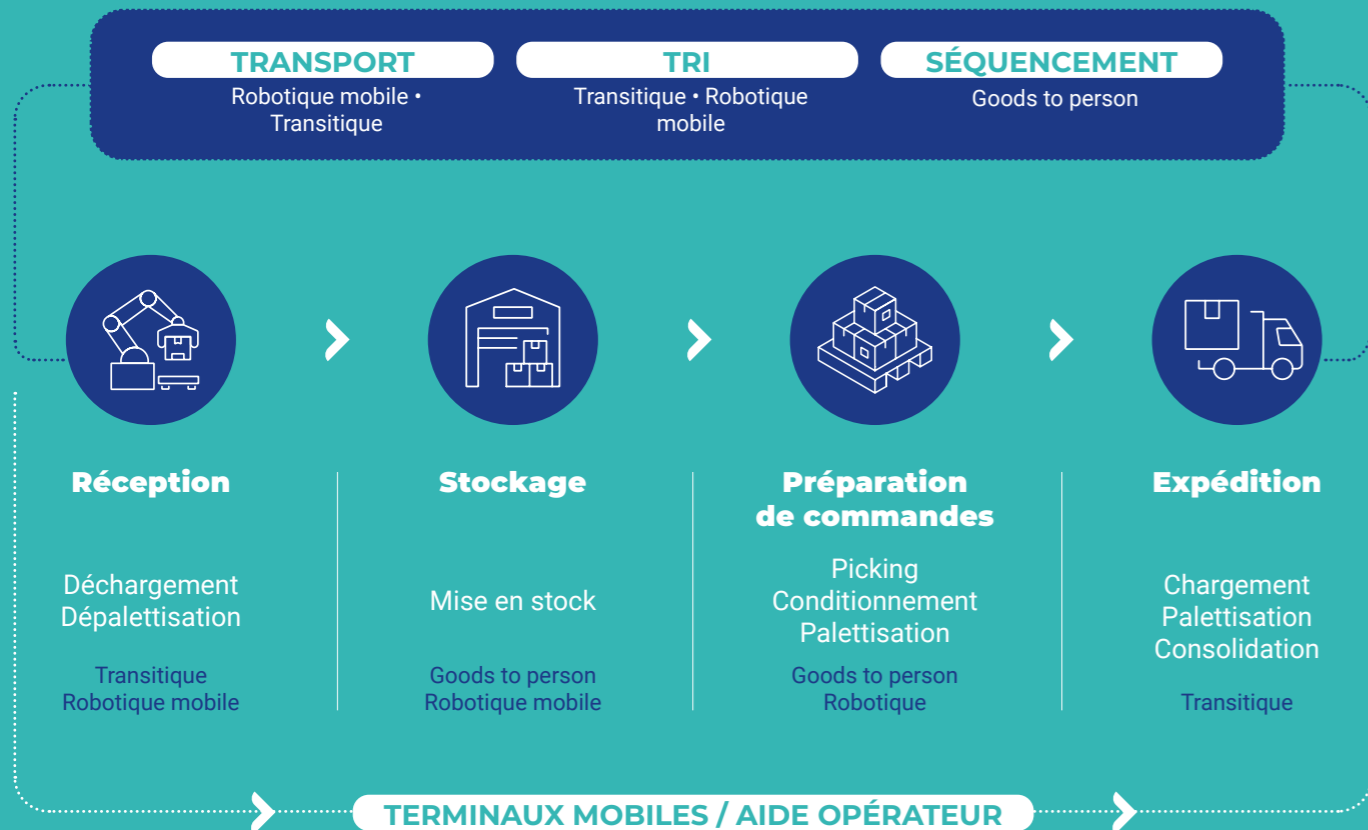 TRANSPORT
Robotique mobile •
Transitique
TRI
Transitique • Robotique
mobile
SÉQUENCEMENT
Goods to person
Réception
Déchargement
Dépalettisation
Transitique
Robotique mobile
Stockage
Mise en stock
Goods to person
Robotique mobile
Préparation
de commandes
Picking
Conditionnement
Palettisation
Goods to person
Robotique
Expédition
Chargement
Palettisation
Consolidation
Transitique
TERMINAUX MOBILES / AIDE OPÉRATEUR